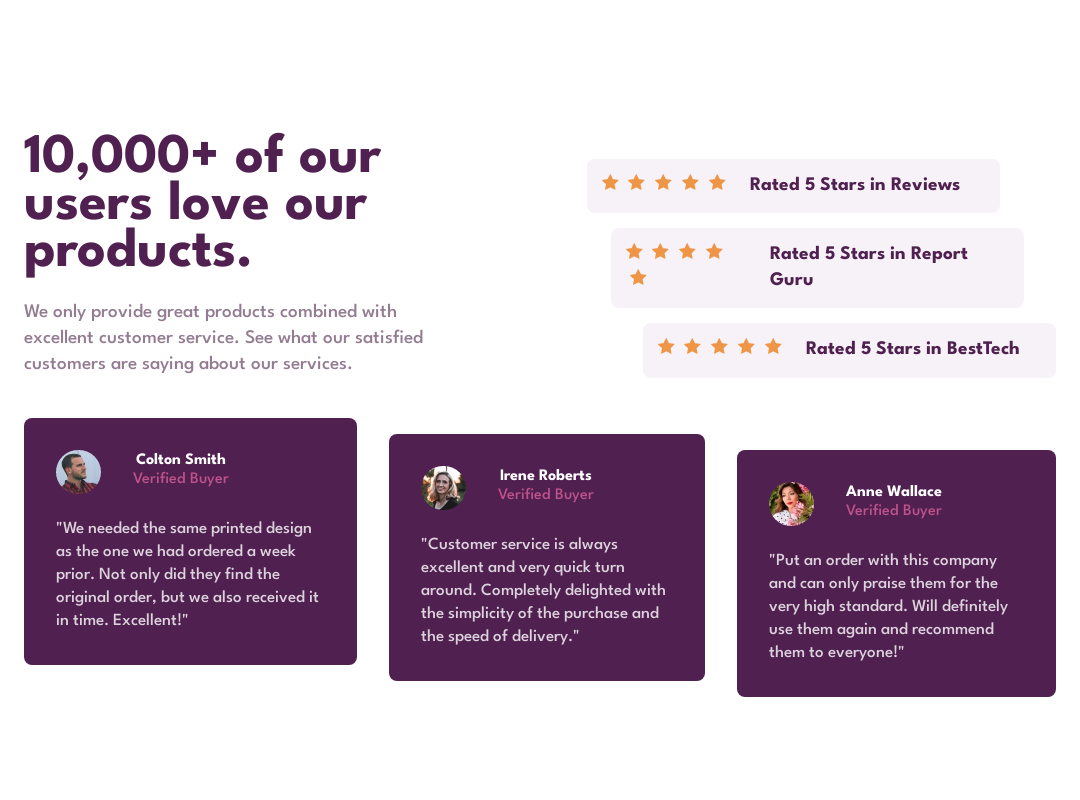 10,000+ of our
users love our
products.
We only provide great products combined with
excellent customer service. See what our satisfied
customers are saying about our services.
Rated 5 Stars in Reviews
Rated 5 Stars in Report
Guru
Rated 5 Stars in BestTech
Colton Smith
Verified Buyer
"We needed the same printed design
as the one we had ordered a week
prior. Not only did they find the
original order, but we also received it
in time. Excellent!"
Irene Roberts
Verified Buyer
"Customer service is always
excellent and very quick turn
around. Completely delighted with
the simplicity of the purchase and
the speed of delivery."
Anne Wallace
Verified Buyer
"Put an order with this company
and can only praise them for the
very high standard. Will definitely
use them again and recommend
them to everyone!"